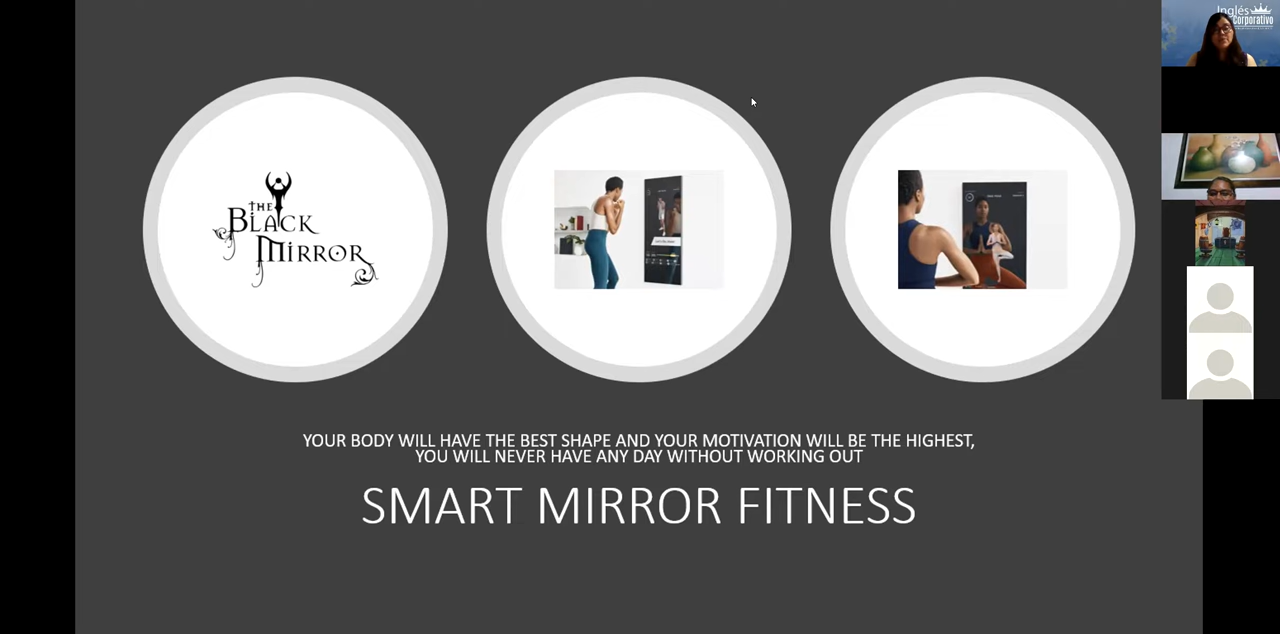 Inglés
Corporativo
THE
BLACK
MIRROR
YOUR BODY WILL HAVE THE BEST SHAPE AND YOUR MOTIVATION WILL BE THE HIGHEST,
YOU WILL NEVER HAVE ANY DAY WITHOUT WORKING OUT
SMART MIRROR FITNESS